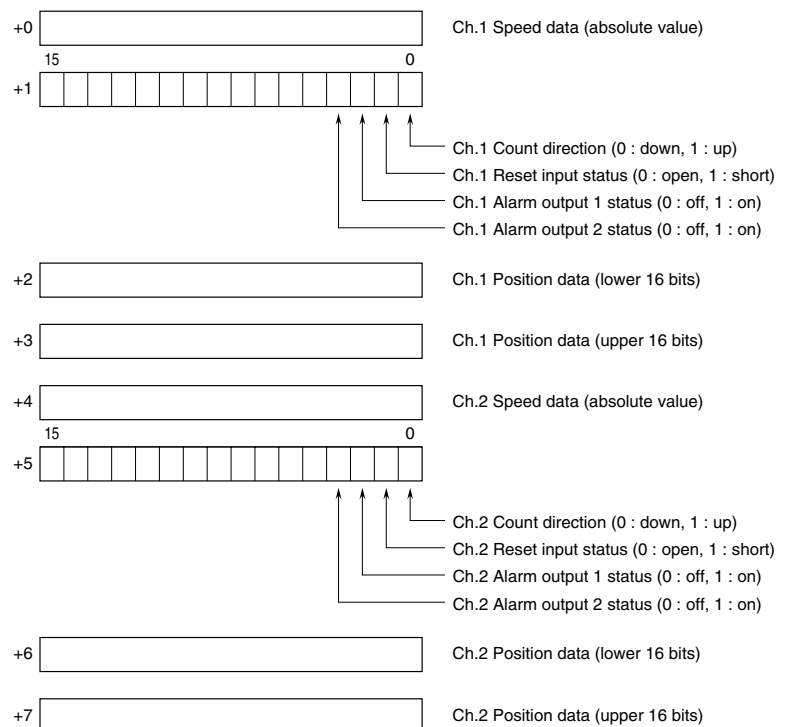 +0 Ch.1 Speed data (absolute value)
15 0
+1
Ch.1 Count direction (0 : down, 1 : up)
Ch.1 Reset input status (0 : open, 1 : short)
Ch.1 Alarm output 1 status (0 : off, 1 : on)
Ch.1 Alarm output 2 status (0 : off, 1 : on)
+2 Ch.1 Position data (lower 16 bits)
+3 Ch.1 Position data (upper 16 bits)
+4 Ch.2 Speed data (absolute value)
15 0
+5
Ch.2 Count direction (0 : down, 1 : up)
Ch.2 Reset input status (0 : open, 1 : short)
Ch.2 Alarm output 1 status (0 : off, 1 : on)
Ch.2 Alarm output 2 status (0 : off, 1 : on)
+6 Ch.2 Position data (lower 16 bits)
+7 Ch.2 Position data (upper 16 bits)